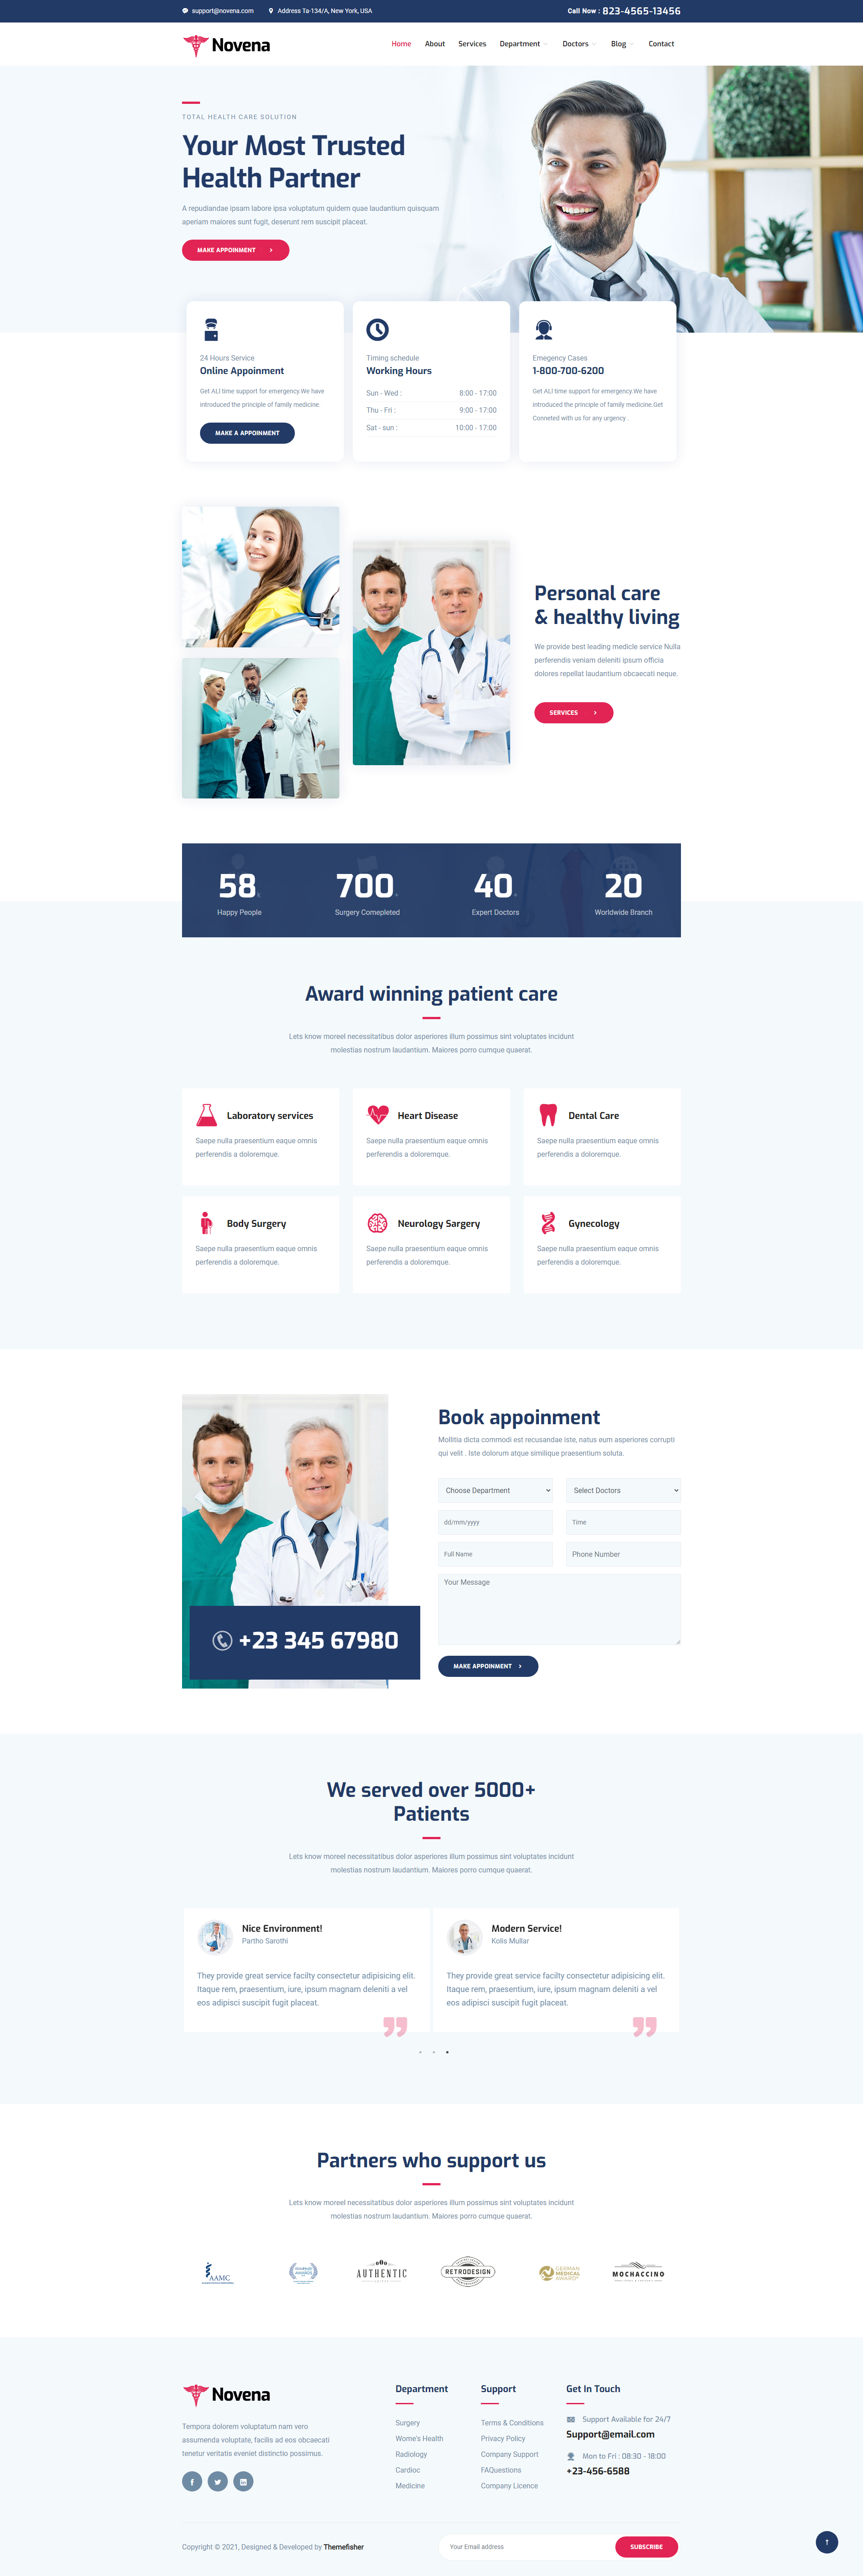 support@novena.com
Address Ta-134/A, New York, USA
Call Now : 823-4565-13456
Novena
Home
About
Services
Department
Doctors
Blog
Contact
TOTAL HEALTH CARE SOLUTION
Your Most Trusted
Health Partner
A repudiandae ipsam labore ipsa voluptatum quidem quae laudantium quisquam
aperiam maiores sunt fugit, deserunt rem suscipit placeat.
MAKE APPOINMENT
24 Hours Service
Online Appoinment
Get ALl time support for emergency.We have
introduced the principle of family medicine.
MAKE A APPOINMENT
Timing schedule
Working Hours
Sun - Wed : 8:00 - 17:00
Thu - Fri : 9:00 - 17:00
Sat - sun : 10:00 - 17:00
Emegency Cases
1-800-700-6200
Get ALl time support for emergency.We have
introduced the principle of family medicine.Get
Conneted with us for any urgency .
Personal care
& healthy living
We provide best leading medicle service Nulla
perferendis veniam deleniti ipsum officia
dolores repellat laudantium obcaecati neque.
SERVICES
58
Happy People
700
Surgery Comepleted
40
Expert Doctors
20
Worldwide Branch
Award winning patient care
Lets know moreel necessitatibus dolor asperiores illum possimus sint voluptates incidunt
molestias nostrum laudantium. Maiores porro cumque quaerat.
Laboratory services
Saepe nulla praesentium eaque omnis
perferendis a doloremque.
Heart Disease
Saepe nulla praesentium eaque omnis
perferendis a doloremque.
Dental Care
Saepe nulla praesentium eaque omnis
perferendis a doloremque.
Body Surgery
Saepe nulla praesentium eaque omnis
perferendis a doloremque.
Neurology Sargery
Saepe nulla praesentium eaque omnis
perferendis a doloremque.
Gynecology
Saepe nulla praesentium eaque omnis
perferendis a doloremque.
+23 345 67980
Book appoinment
Mollitia dicta commodi est recusandae iste, natus eum asperiores corrupti
qui velit . Iste dolorum atque similique praesentium soluta.
Choose Department
Select Doctors
dd/mm/yyyy
Time
Full Name
Phone Number
Your Message
MAKE APPOINMENT
We served over 5000+
Patients
Lets know moreel necessitatibus dolor asperiores illum possimus sint voluptates incidunt
molestias nostrum laudantium. Maiores porro cumque quaerat.
Nice Environment!
Partho Sarothi
They provide great service facilty consectetur adipisicing elit.
Itaque rem, praesentium, iure, ipsum magnam deleniti a vel
eos adipisci suscipit fugit placeat.
Modern Service!
Kolis Mullar
They provide great service facilty consectetur adipisicing elit.
Itaque rem, praesentium, iure, ipsum magnam deleniti a vel
eos adipisci suscipit fugit placeat.
Partners who support us
Lets know moreel necessitatibus dolor asperiores illum possimus sint voluptates incidunt
molestias nostrum laudantium. Maiores porro cumque quaerat.
AAMC
AUTHENTIC
RETRODESIGN
GERMAN
MEDICAL
AWARD
MOCHACCINO
Novena
Tempora dolorem voluptatum nam vero
assumenda voluptate, facilis ad eos obcaecati
tenetur veritatis eveniet distinctio possimus.
Department
Surgery
Wome's Health
Radiology
Cardioc
Medicine
Support
Terms & Conditions
Privacy Policy
Company Support
FAQuestions
Company Licence
Get In Touch
Support Available for 24/7
Support@email.com
Mon to Fri : 08:30 - 18:00
+23-456-6588
Copyright © 2021, Designed & Developed by Themefisher
Your Email address
SUBSCRIBE